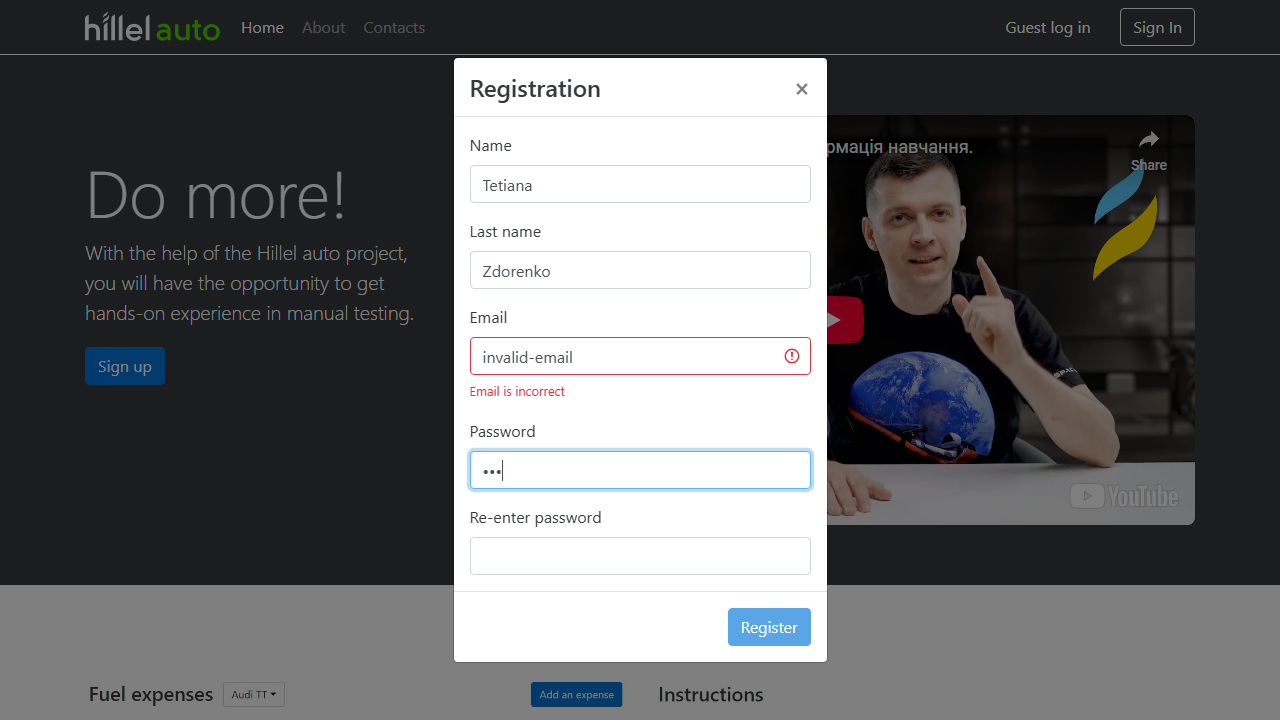 hillel auto
Home
About
Contacts
Guest log in
Sign In
Registration
×
Name
Tetiana
Last name
Zdorenko
Email
invalid-email
Email is incorrect
Password
•••
Re-enter password
Register
Do more!
With the help of the Hillel auto project,
you will have the opportunity to get
hands-on experience in manual testing.
Sign up
рмація навчання.
Share
YouTube
Fuel expenses
Audi TT
Add an expense
Instructions